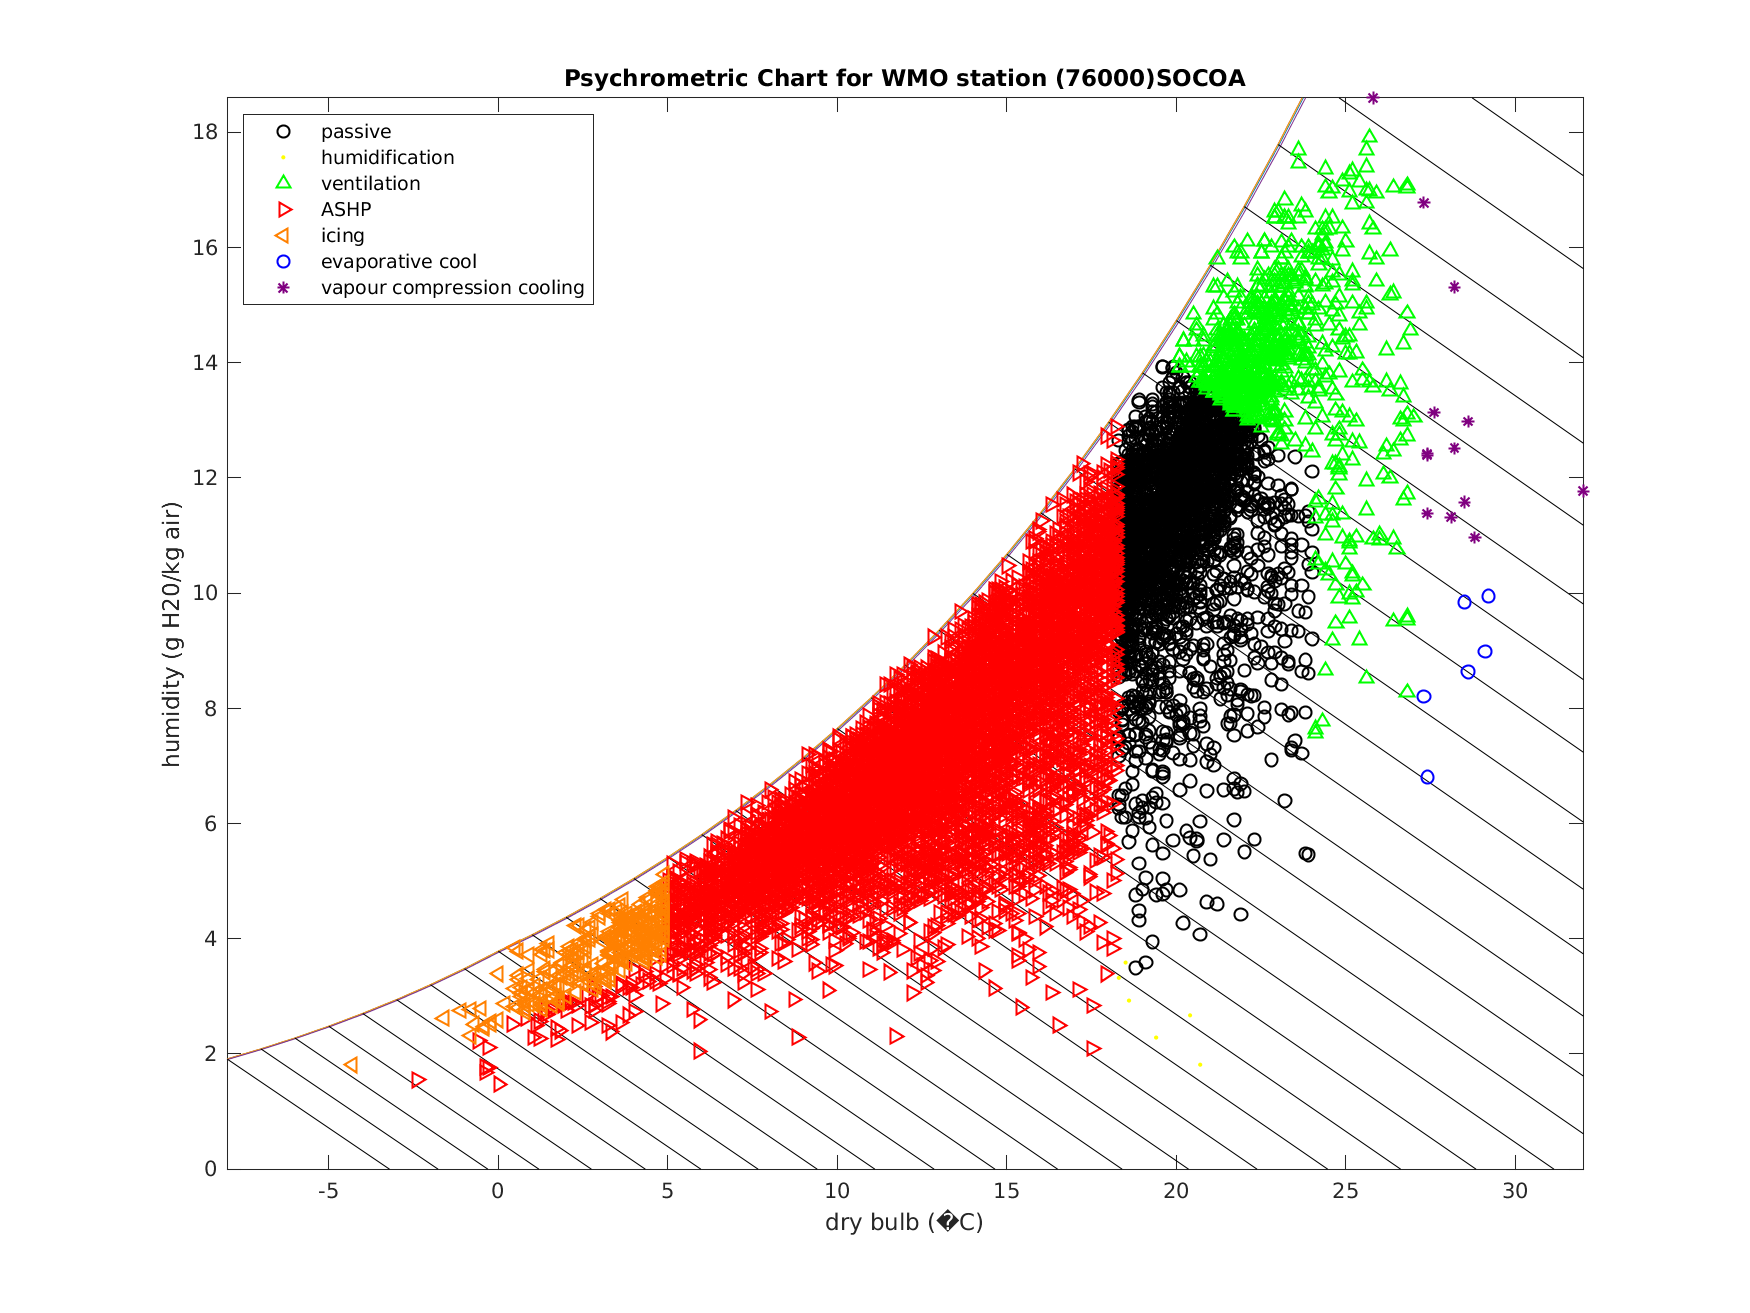 Psychrometric Chart for WMO station (76000)SOCOA
passive
humidification
ventilation
ASHP
icing
evaporative cool
vapour compression cooling
humidity (g H20/kg air)
18
16
14
12
10
8
6
4
2
0
-5
0
5
10
15
20
25
30
dry bulb (�C)